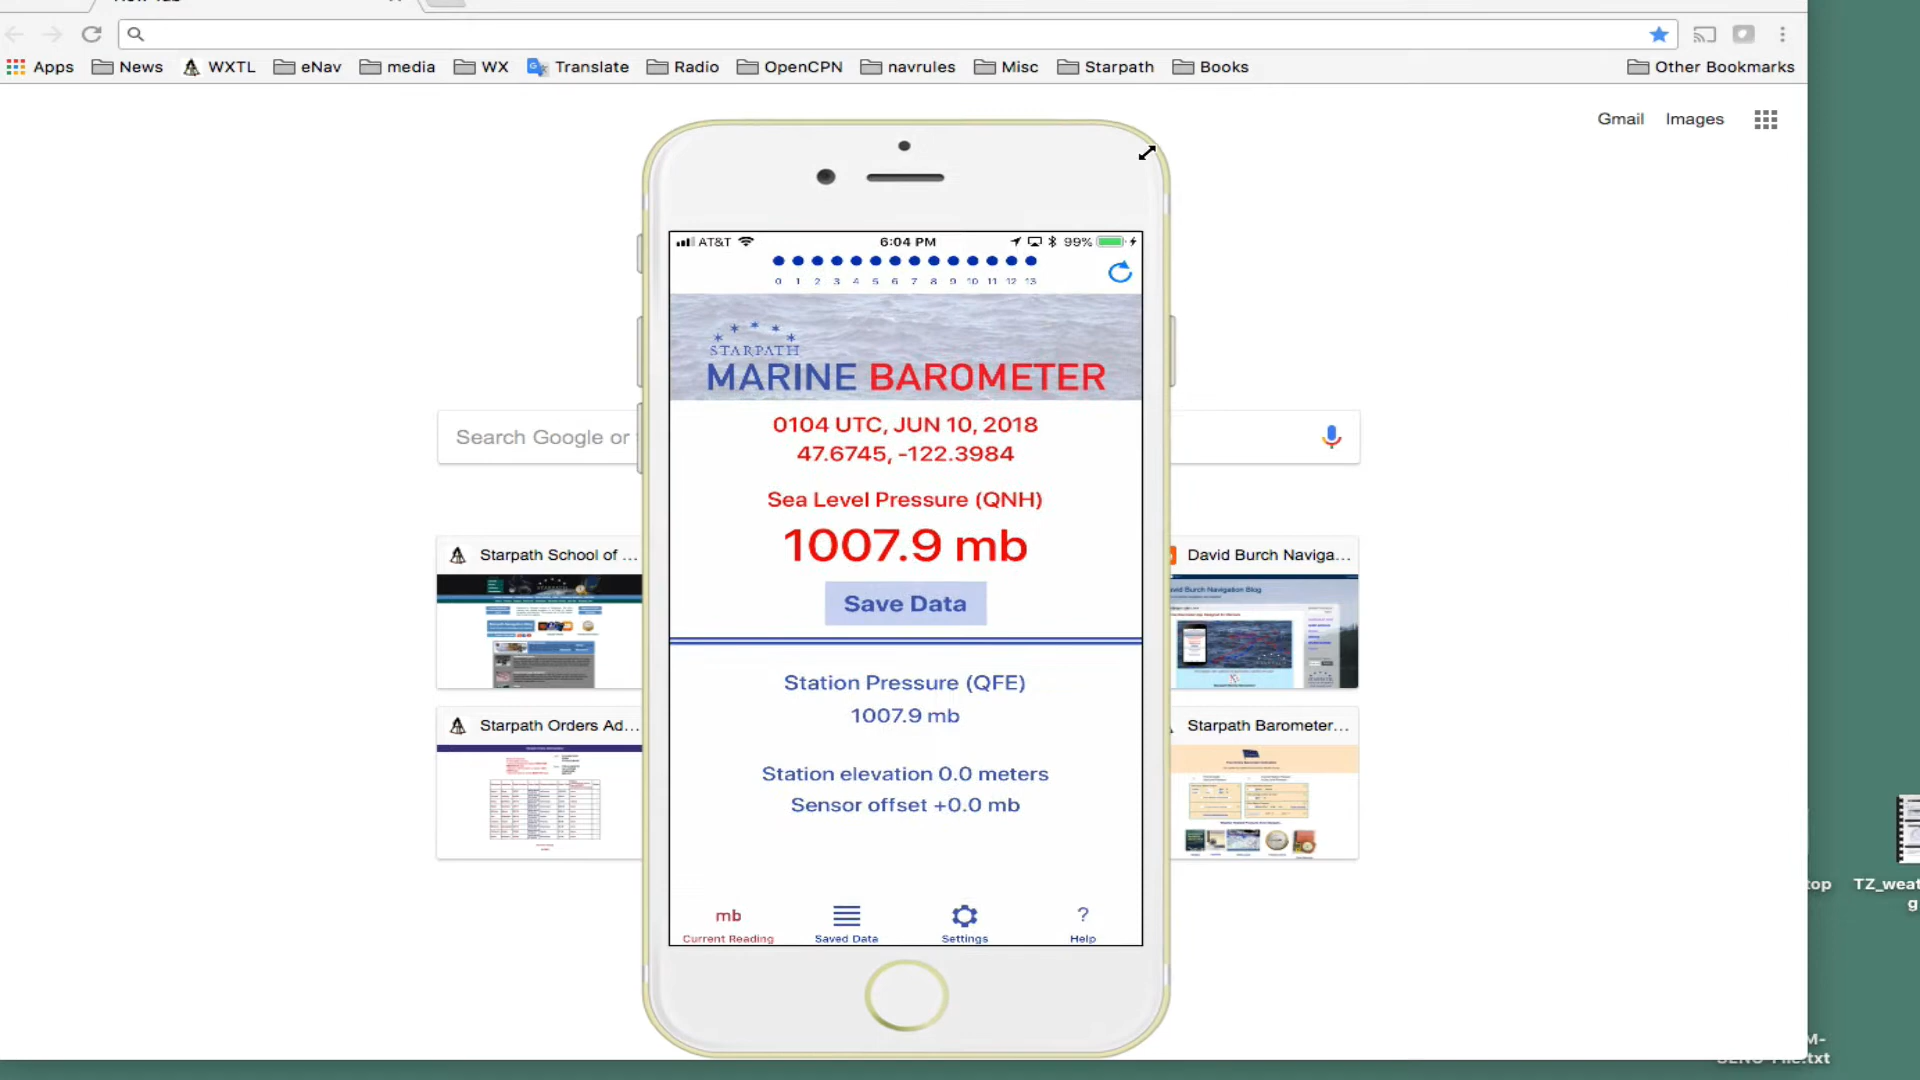 Apps News WXTL eNav media WX Translate Radio OpenCPN navrules Misc Starpath Books Other Bookmarks
Gmail Images
AT&T 6:04 PM 99%
0 1 2 3 4 5 6 7 8 9 10 11 12 13
STARPATH
MARINE BAROMETER
0104 UTC, JUN 10, 2018
47.6745, -122.3984
Search Google or
Sea Level Pressure (QNH)
1007.9 mb
Starpath School of ...
David Burch Naviga...
Save Data
David Burch Navigation Blog
Station Pressure (QFE)
1007.9 mb
Starpath Orders Ad...
Starpath Barometer...
Station elevation 0.0 meters
Sensor offset +0.0 mb
top TZ_weat
g
mb
Current Reading Saved Data Settings ? Help